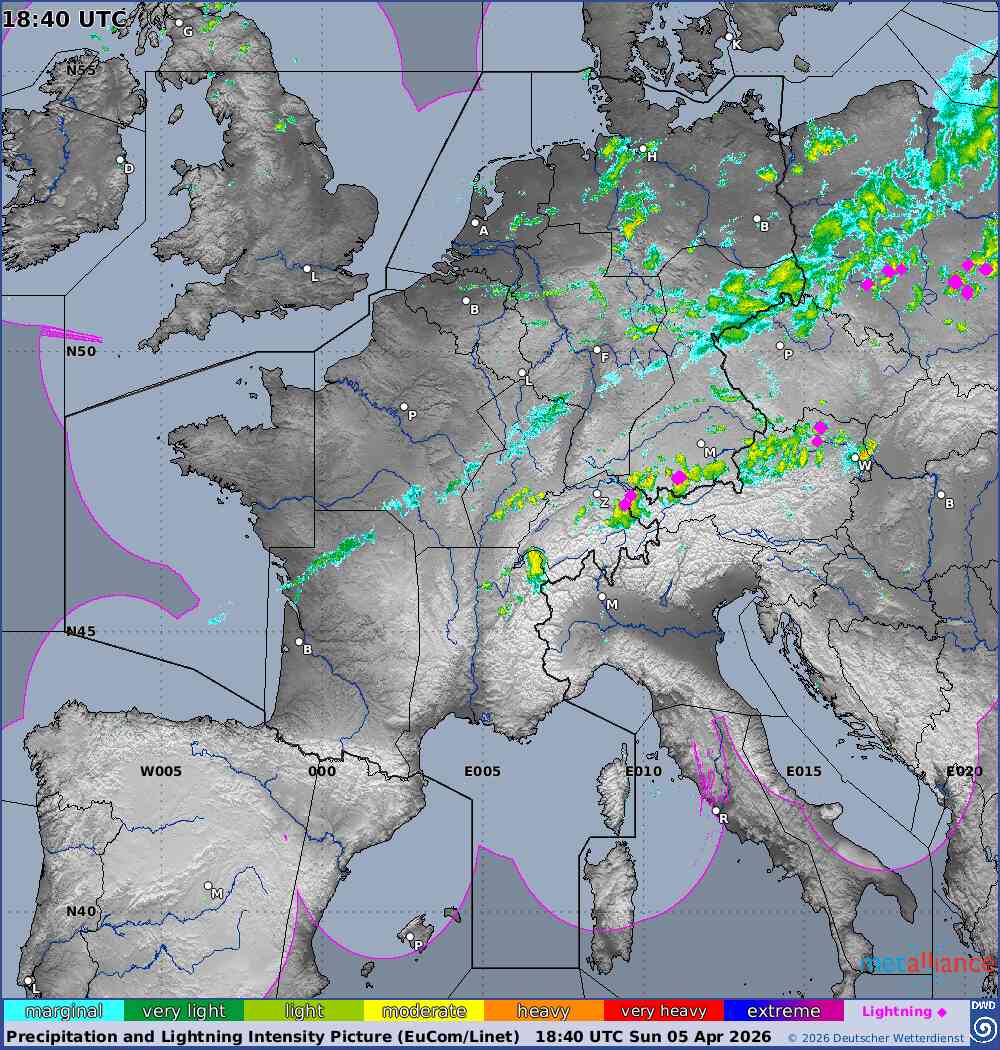 18:40 UTC
G
K
N55
D
H
A
B
L
B
F
P
N50
L
P
M
W
Z
B
M
N45
B
W005
000
E005
E010
E015
E020
R
M
N40
P
L
metalliance
marginal
very light
light
moderate
heavy
very heavy
extreme
Lightning
DWD
Precipitation and Lightning Intensity Picture (EuCom/Linet) 18:40 UTC Sun 05 Apr 2026 © 2026 Deutscher Wetterdienst